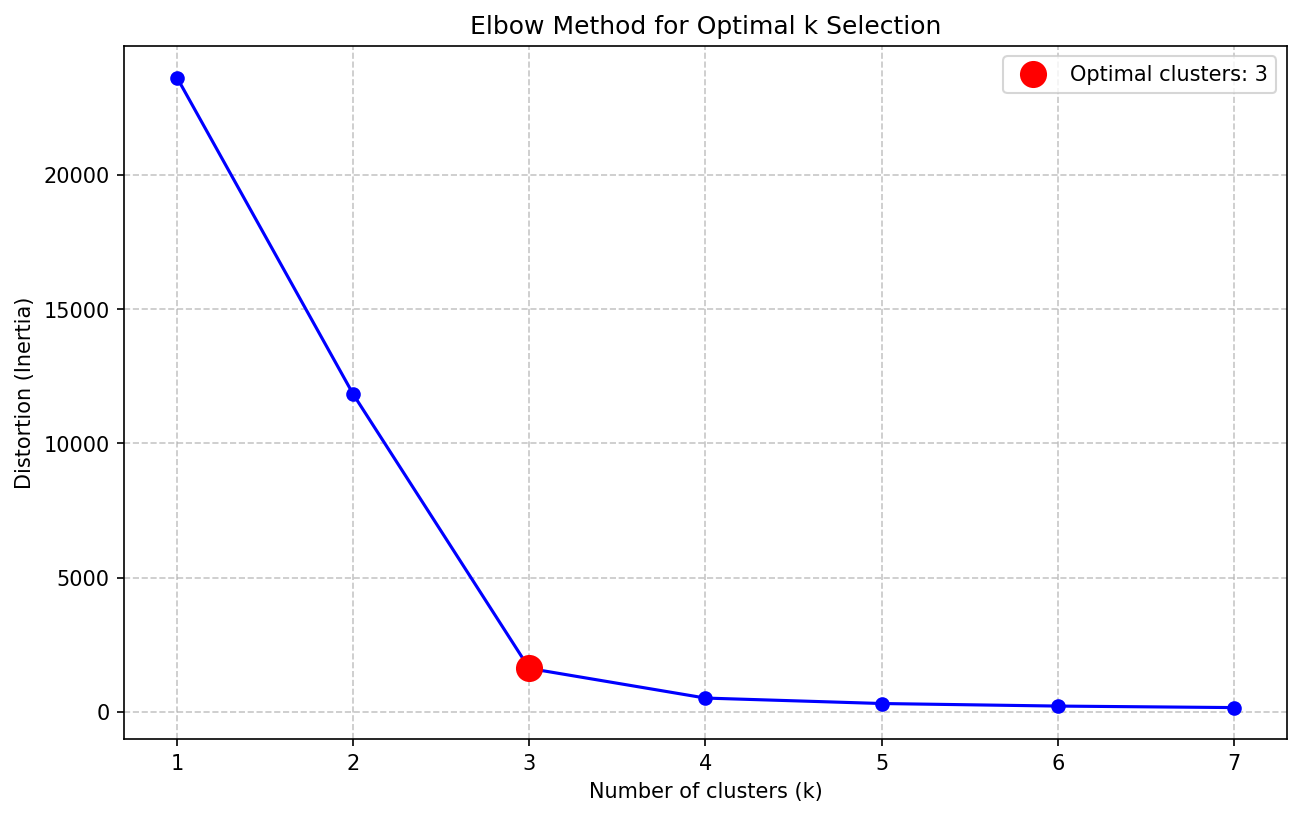 Elbow Method for Optimal k Selection
Optimal clusters: 3
Distortion (Inertia)
20000
15000
10000
5000
0
1 2 3 4 5 6 7
Number of clusters (k)